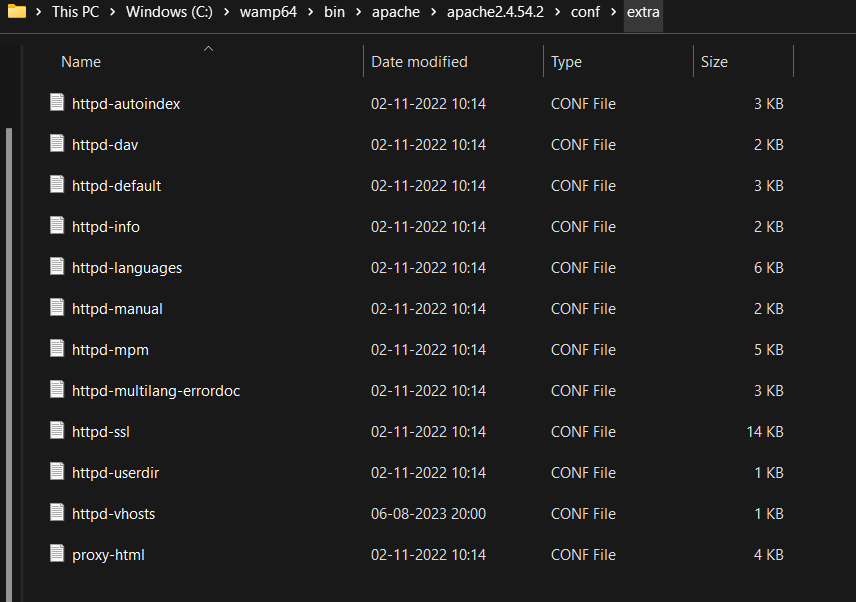 This PC > Windows (C:) > wamp64 > bin > apache > apache2.4.54.2 > conf > extra
Name Date modified Type Size
httpd-autoindex 02-11-2022 10:14 CONF File 3 KB
httpd-dav 02-11-2022 10:14 CONF File 2 KB
httpd-default 02-11-2022 10:14 CONF File 3 KB
httpd-info 02-11-2022 10:14 CONF File 2 KB
httpd-languages 02-11-2022 10:14 CONF File 6 KB
httpd-manual 02-11-2022 10:14 CONF File 2 KB
httpd-mpm 02-11-2022 10:14 CONF File 5 KB
httpd-multilang-errordoc 02-11-2022 10:14 CONF File 3 KB
httpd-ssl 02-11-2022 10:14 CONF File 14 KB
httpd-userdir 02-11-2022 10:14 CONF File 1 KB
httpd-vhosts 06-08-2023 20:00 CONF File 1 KB
proxy-html 02-11-2022 10:14 CONF File 4 KB